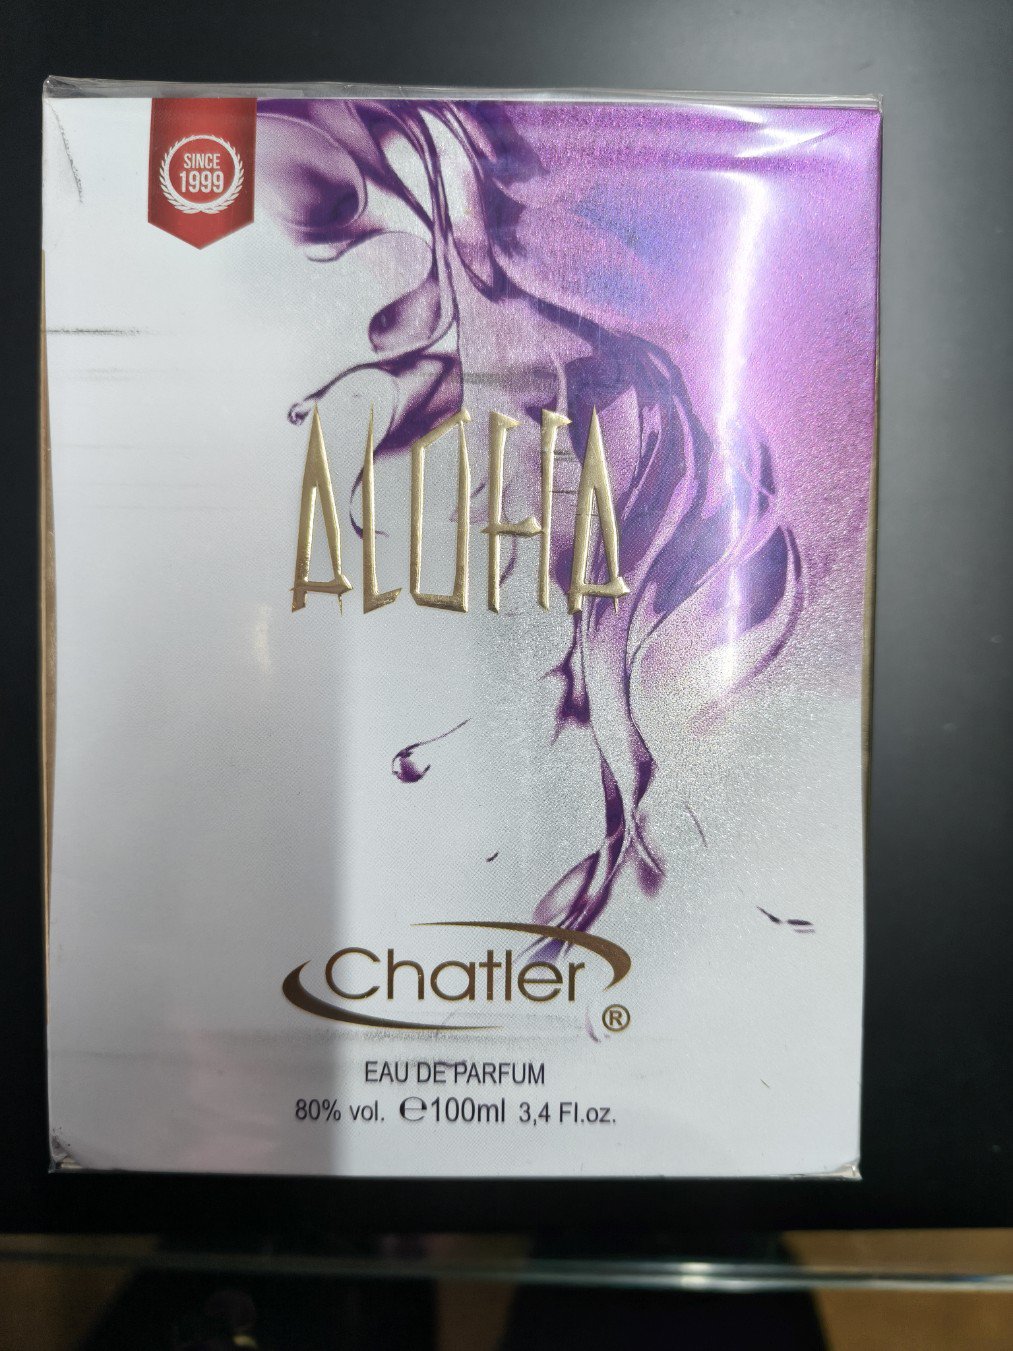 SINCE
1999
ALOHA
Chatler
®
EAU DE PARFUM
80% vol. ℮100ml 3,4 Fl.oz.